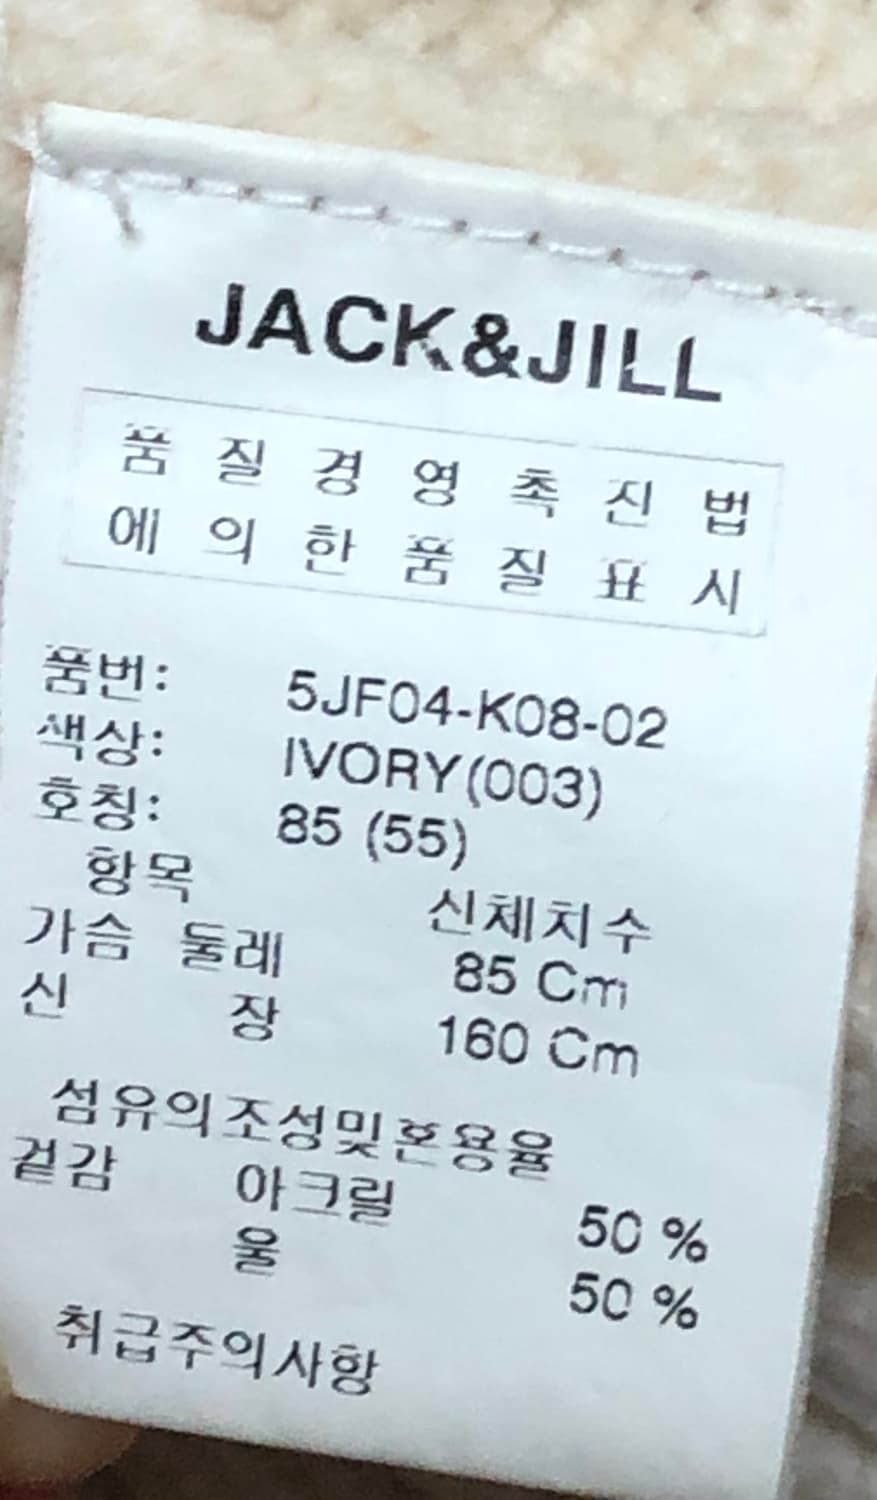 JACK&JILL
품 질 경 영 촉 진 법
에 의 한 품 질 표 시
품번: 5JF04-K08-02
색상: IVORY(003)
호칭: 85 (55)
항목 신체치수
가슴 둘레 85 Cm
신 장 160 Cm
섬유의조성및혼용율
겉감 아크릴 50 %
울 50 %
취급주의사항